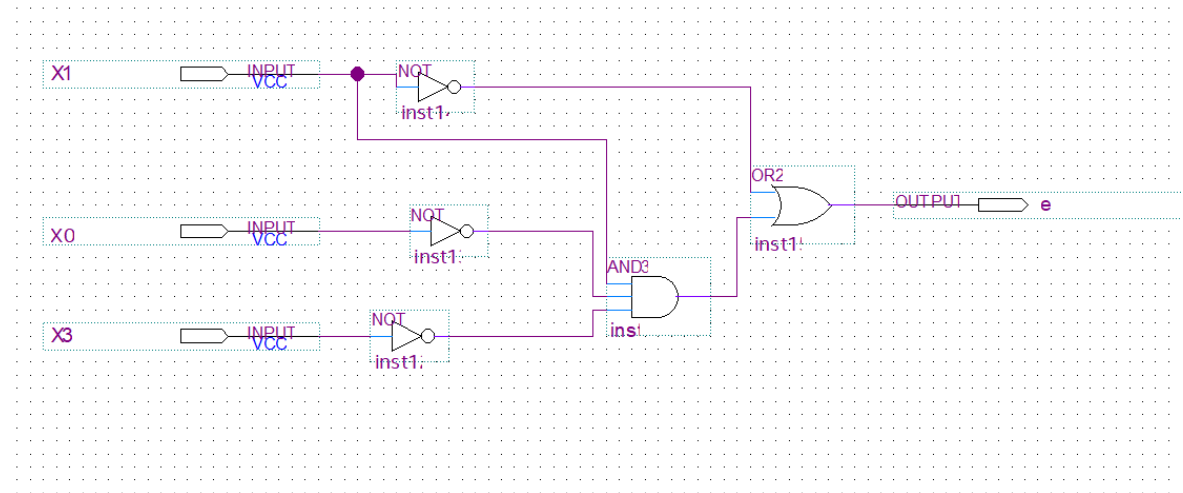 X1
INPUT
VCC
NOT
inst1
OR2
OUTPUT
e
inst1
X0
INPUT
VCC
NOT
inst1
AND3
inst
X3
INPUT
VCC
NOT
inst1